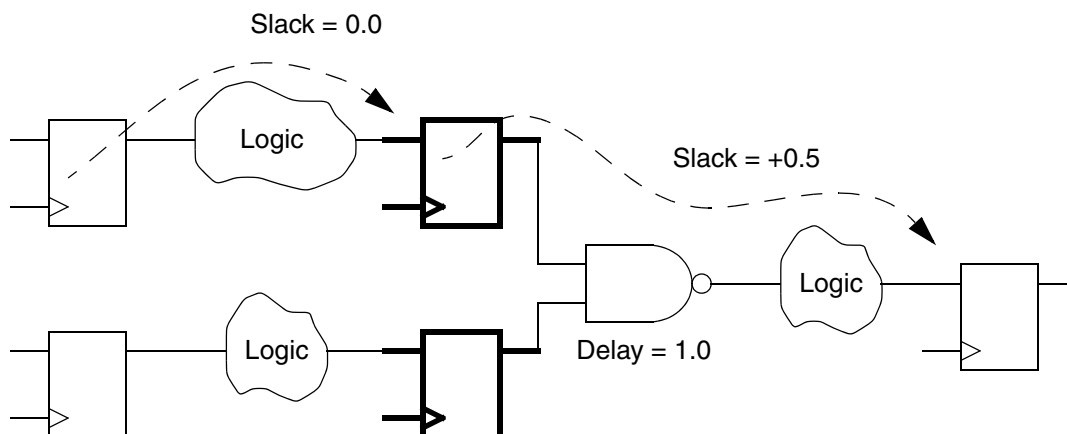 Slack = 0.0
Logic
Slack = +0.5
Logic
Logic
Delay = 1.0